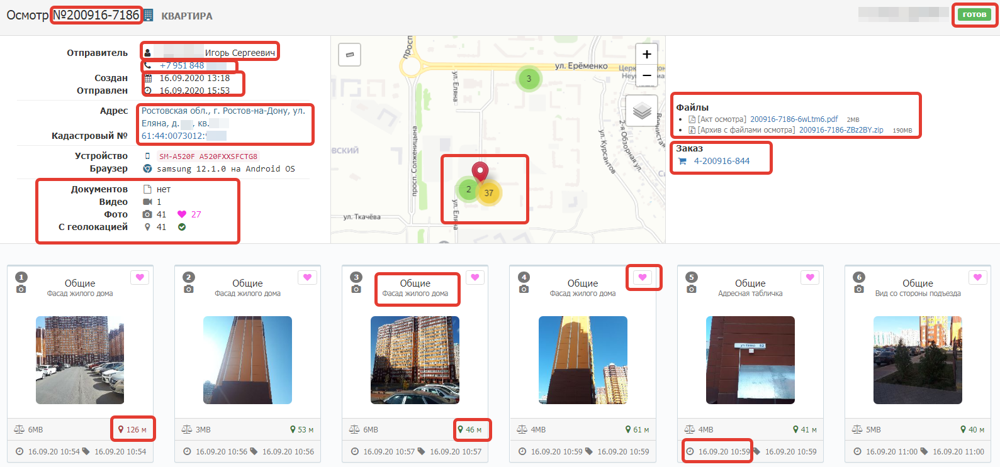 Осмотр №200916-7186 КВАРТИРА
готов
Отправитель Игорь Сергеевич
+7 951 848
Создан 16.09.2020 13:18
Отправлен 16.09.2020 15:53
Адрес Ростовская обл., г. Ростов-на-Дону, ул.
Еляна, д. , кв.
Кадастровый № 61:44:0073012:
Устройство SM-A520F A520FXXSFCTG8
Браузер samsung 12.1.0 на Android OS
Документов нет
Видео 1
Фото 41 27
С геолокацией 41
просп
ул. Ерёменко
+
−
3
ул. Еляна
просп. Солженицына
вский
2-я Обзорная ул.
ул. Курсантов
2
37
ул. Еляна
ул. Ткачёва
Файлы
[Акт осмотра] 200916-7186-6wLtm6.pdf 2MB
[Архив с файлами осмотра] 200916-7186-ZBz2BY.zip 190MB
Заказ
4-200916-844
1
Общие
Фасад жилого дома
6MB 126 м
16.09.20 10:54 16.09.20 10:54
2
Общие
Фасад жилого дома
3MB 53 м
16.09.20 10:56 16.09.20 10:56
3
Общие
Фасад жилого дома
6MB 46 м
16.09.20 10:57 16.09.20 10:57
4
Общие
Фасад жилого дома
4MB 61 м
16.09.20 10:59 16.09.20 10:59
5
Общие
Адресная табличка
ул Еляна 52
4MB 41 м
16.09.20 10:59 16.09.20 10:59
6
Общие
Вид со стороны подъезда
5MB 40 м
16.09.20 11:00 16.09.20 11:00